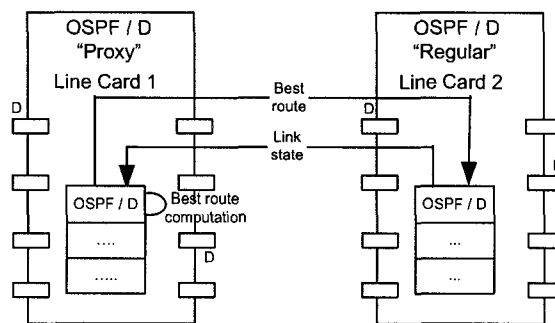 OSPF / D
“Proxy”
Line Card 1
D
OSPF / D
Best route
computation
....
.....
D
Best
route
Link
state
OSPF / D
“Regular”
Line Card 2
D
D
OSPF / D
...
...